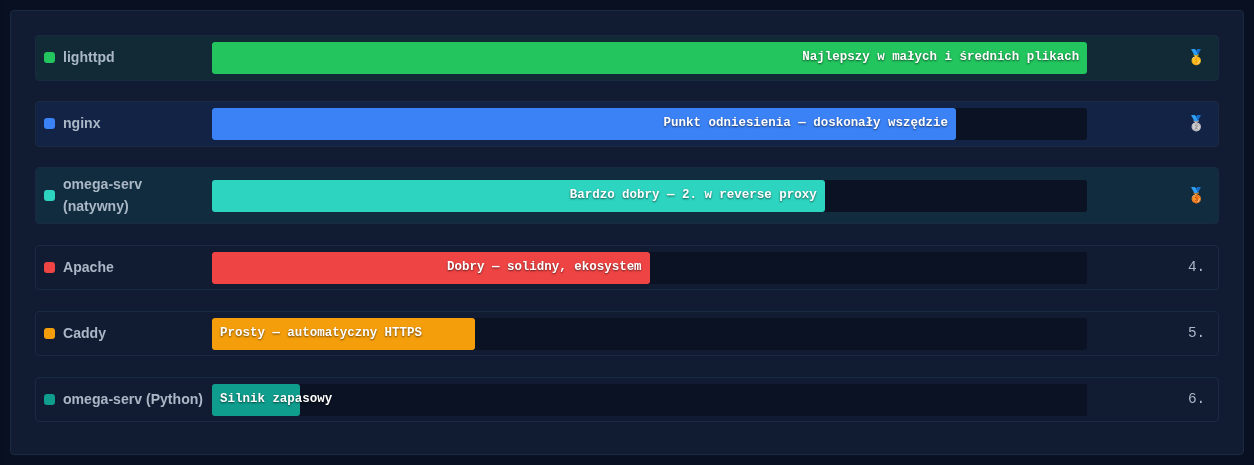 lighttpd
Najlepszy w małych i średnich plikach
🥇
nginx
Punkt odniesienia — doskonały wszędzie
🥈
omega-serv
(natywny)
Bardzo dobry — 2. w reverse proxy
🥉
Apache
Dobry — solidny, ekosystem
4.
Caddy
Prosty — automatyczny HTTPS
5.
omega-serv (Python)
Silnik zapasowy
6.